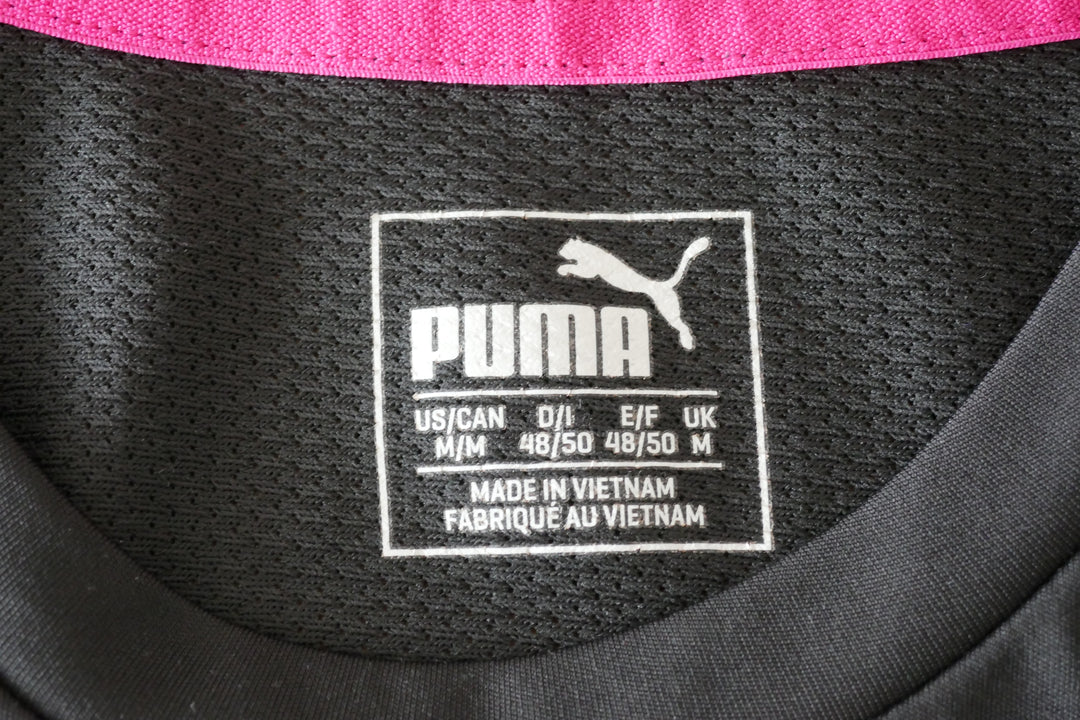 PUMA
US/CAN D/I E/F UK
M/M 48/50 48/50 M
MADE IN VIETNAM
FABRIQUÉ AU VIETNAM